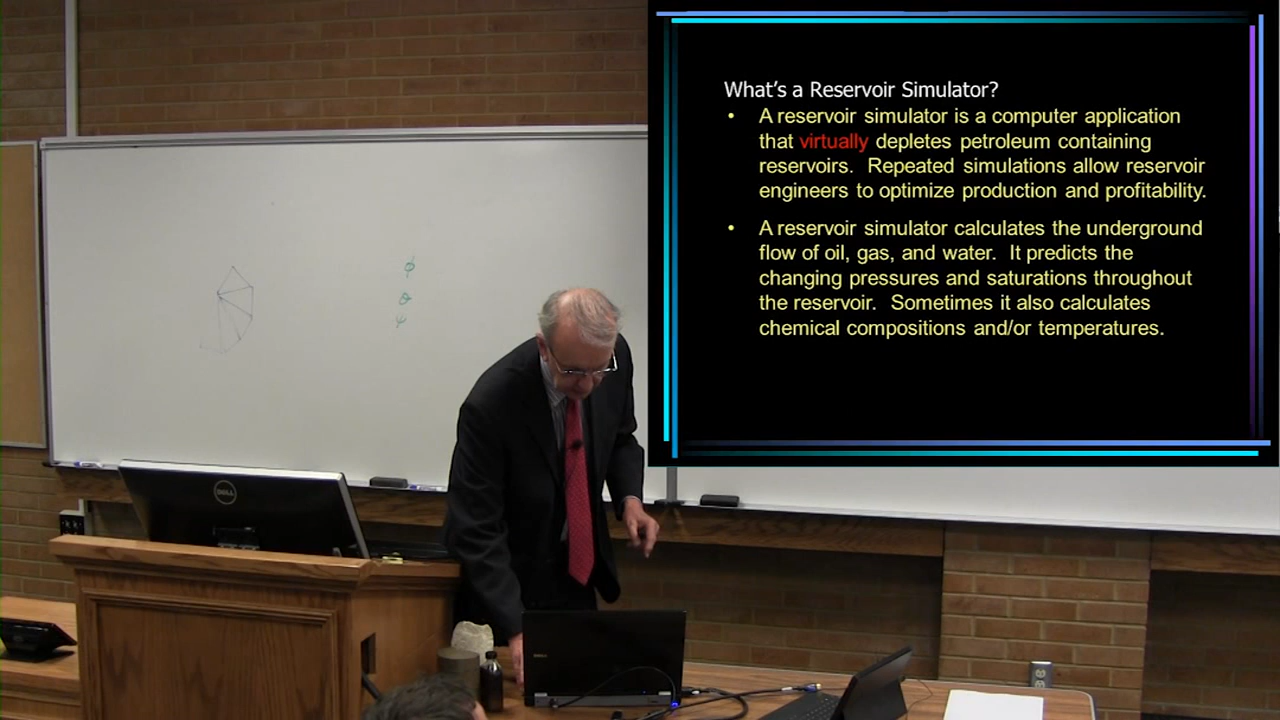 What's a Reservoir Simulator?
• A reservoir simulator is a computer application
that virtually depletes petroleum containing
reservoirs. Repeated simulations allow reservoir
engineers to optimize production and profitability.
• A reservoir simulator calculates the underground
flow of oil, gas, and water. It predicts the
changing pressures and saturations throughout
the reservoir. Sometimes it also calculates
chemical compositions and/or temperatures.
ϕ
θ
ψ
DELL
DELL